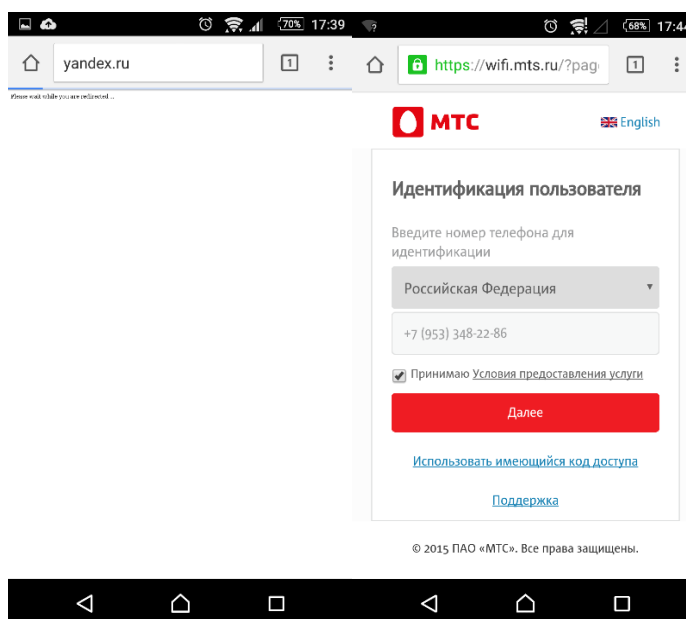 70% 17:39
yandex.ru
1
Please wait while you are redirected ...
68% 17:44
https://wifi.mts.ru/?pag
1
МТС
English
Идентификация пользователя
Введите номер телефона для
идентификации
Российская Федерация
+7 (953) 348-22-86
Принимаю Условия предоставления услуги
Далее
Использовать имеющийся код доступа
Поддержка
© 2015 ПАО «МТС». Все права защищены.